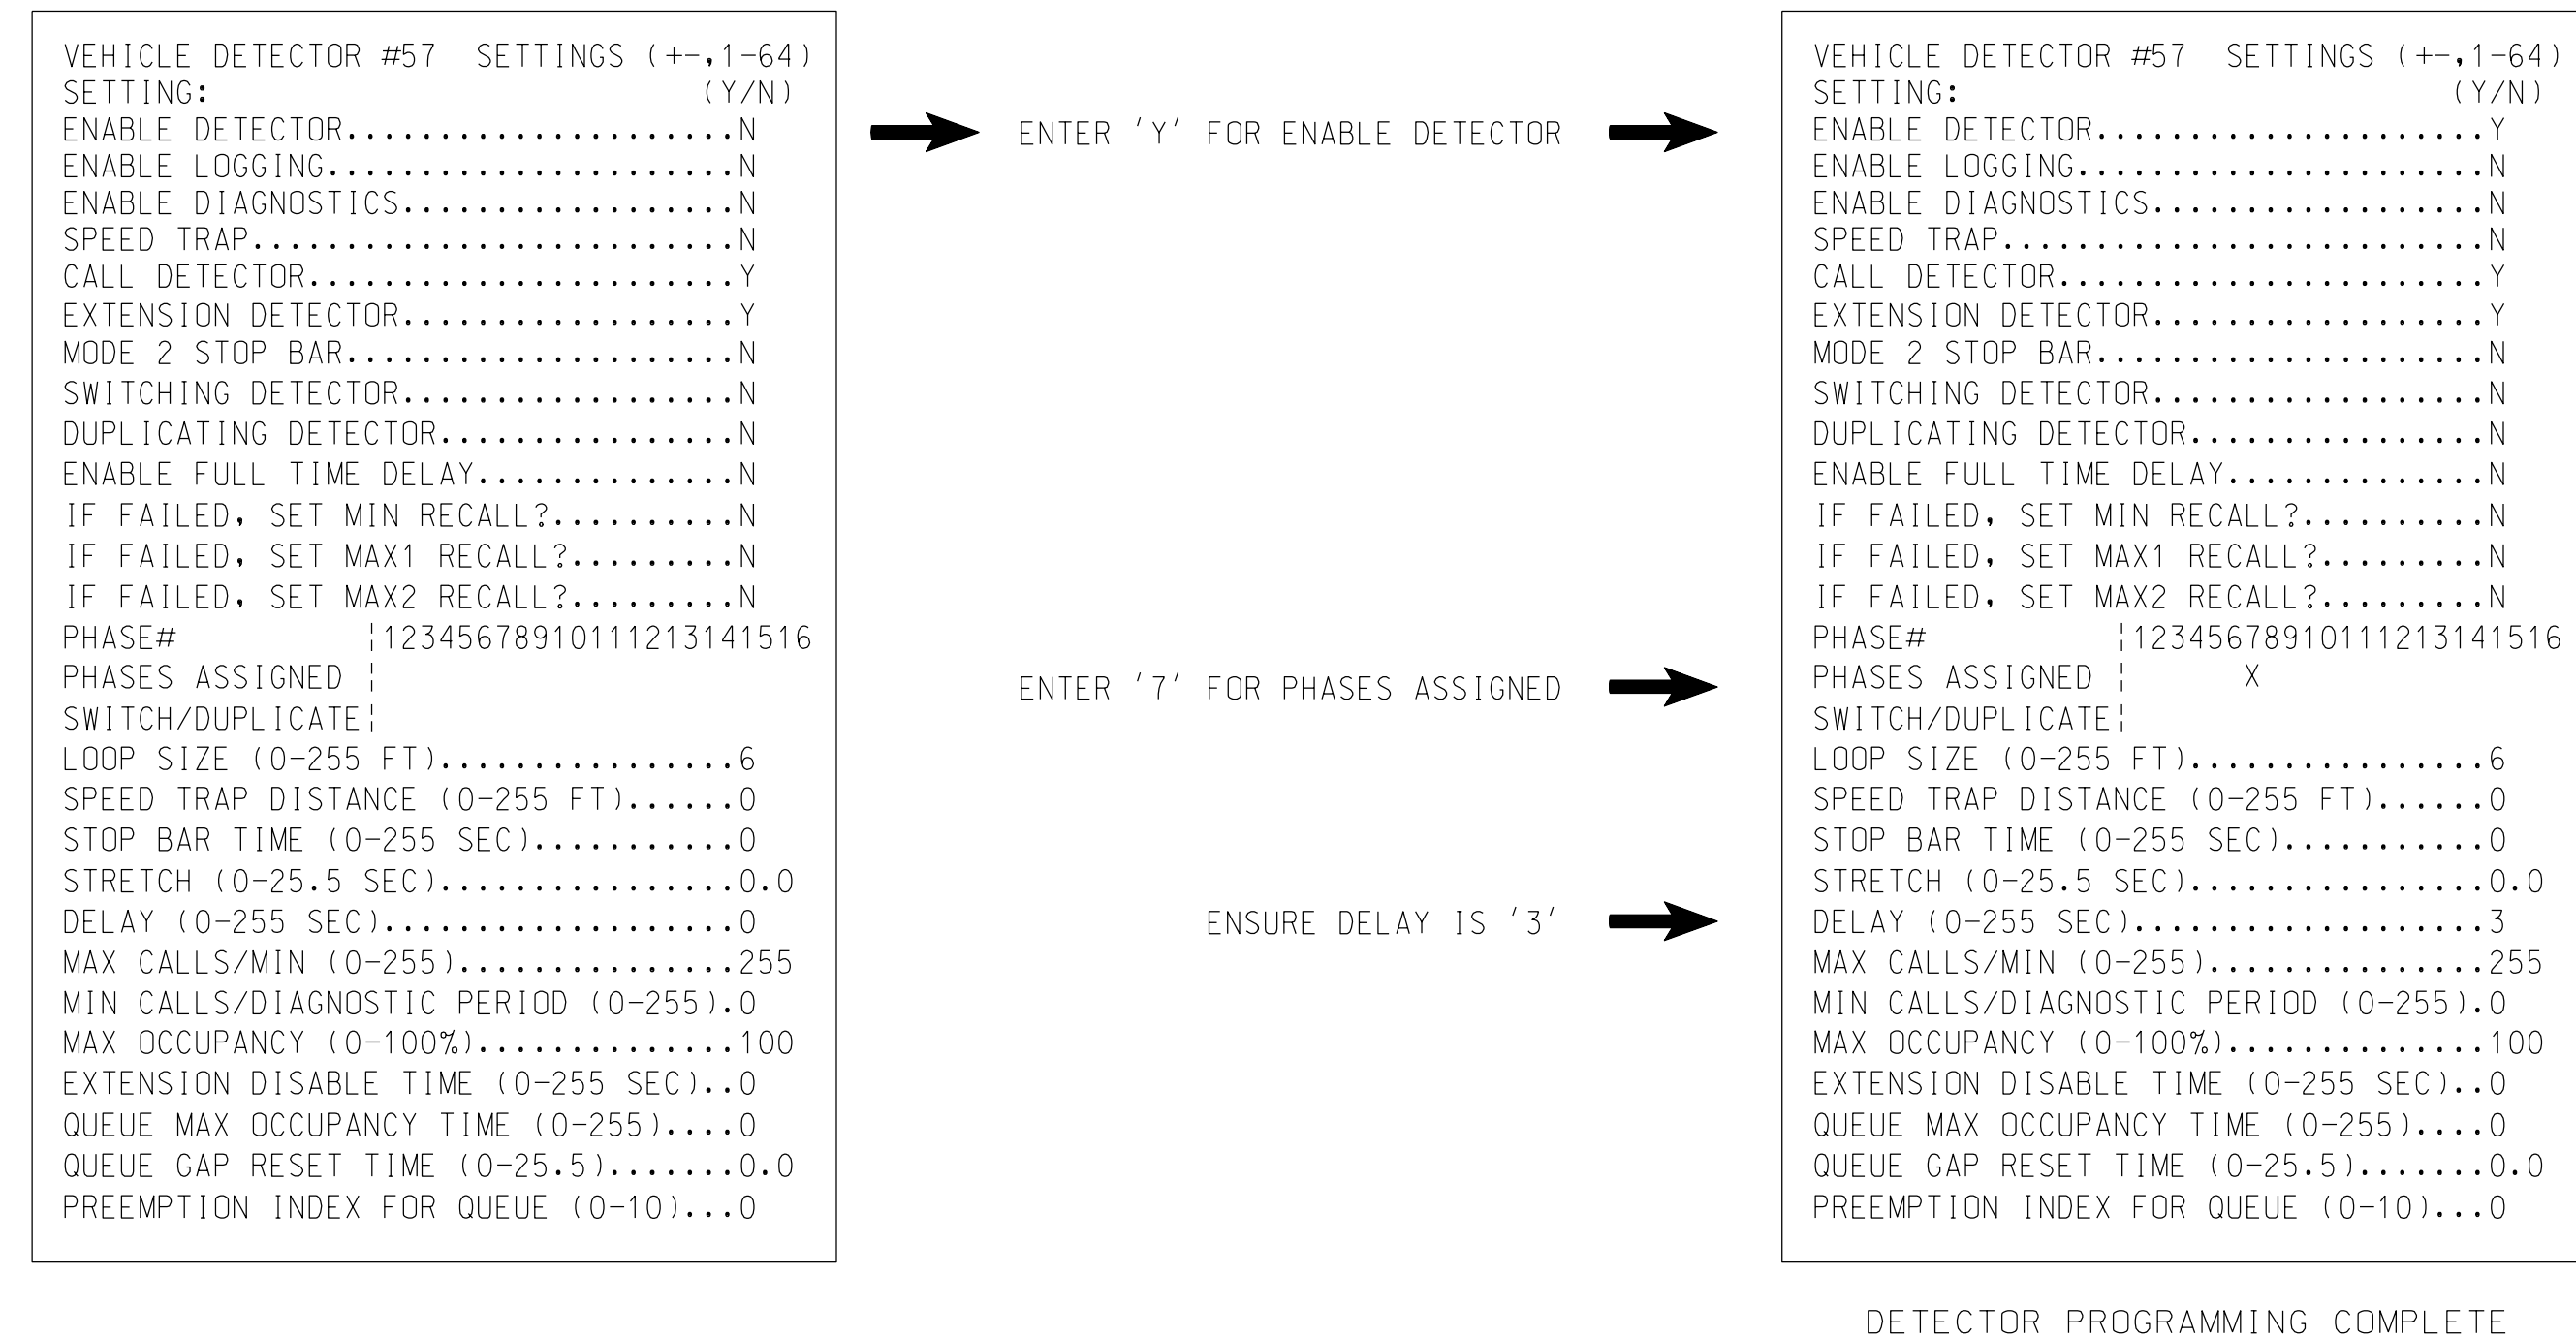 VEHICLE DETECTOR #57 SETTINGS (+-,1-64)
SETTING: (Y/N)
ENABLE DETECTOR.....................N
ENABLE LOGGING......................N
ENABLE DIAGNOSTICS..................N
SPEED TRAP..........................N
CALL DETECTOR.......................Y
EXTENSION DETECTOR..................Y
MODE 2 STOP BAR.....................N
SWITCHING DETECTOR..................N
DUPLICATING DETECTOR................N
ENABLE FULL TIME DELAY..............N
IF FAILED, SET MIN RECALL?..........N
IF FAILED, SET MAX1 RECALL?.........N
IF FAILED, SET MAX2 RECALL?.........N
PHASE# ¦12345678910111213141516
PHASES ASSIGNED ¦
SWITCH/DUPLICATE¦
LOOP SIZE (0-255 FT)................6
SPEED TRAP DISTANCE (0-255 FT)......0
STOP BAR TIME (0-255 SEC)...........0
STRETCH (0-25.5 SEC)................0.0
DELAY (0-255 SEC)...................0
MAX CALLS/MIN (0-255)...............255
MIN CALLS/DIAGNOSTIC PERIOD (0-255).0
MAX OCCUPANCY (0-100%)..............100
EXTENSION DISABLE TIME (0-255 SEC)..0
QUEUE MAX OCCUPANCY TIME (0-255)....0
QUEUE GAP RESET TIME (0-25.5).......0.0
PREEMPTION INDEX FOR QUEUE (0-10)...0
ENTER 'Y' FOR ENABLE DETECTOR
ENTER '7' FOR PHASES ASSIGNED
ENSURE DELAY IS '3'
VEHICLE DETECTOR #57 SETTINGS (+-,1-64)
SETTING: (Y/N)
ENABLE DETECTOR.....................Y
ENABLE LOGGING......................N
ENABLE DIAGNOSTICS..................N
SPEED TRAP..........................N
CALL DETECTOR.......................Y
EXTENSION DETECTOR..................Y
MODE 2 STOP BAR.....................N
SWITCHING DETECTOR..................N
DUPLICATING DETECTOR................N
ENABLE FULL TIME DELAY..............N
IF FAILED, SET MIN RECALL?..........N
IF FAILED, SET MAX1 RECALL?.........N
IF FAILED, SET MAX2 RECALL?.........N
PHASE# ¦12345678910111213141516
PHASES ASSIGNED ¦ X
SWITCH/DUPLICATE¦
LOOP SIZE (0-255 FT)................6
SPEED TRAP DISTANCE (0-255 FT)......0
STOP BAR TIME (0-255 SEC)...........0
STRETCH (0-25.5 SEC)................0.0
DELAY (0-255 SEC)...................3
MAX CALLS/MIN (0-255)...............255
MIN CALLS/DIAGNOSTIC PERIOD (0-255).0
MAX OCCUPANCY (0-100%)..............100
EXTENSION DISABLE TIME (0-255 SEC)..0
QUEUE MAX OCCUPANCY TIME (0-255)....0
QUEUE GAP RESET TIME (0-25.5).......0.0
PREEMPTION INDEX FOR QUEUE (0-10)...0
DETECTOR PROGRAMMING COMPLETE